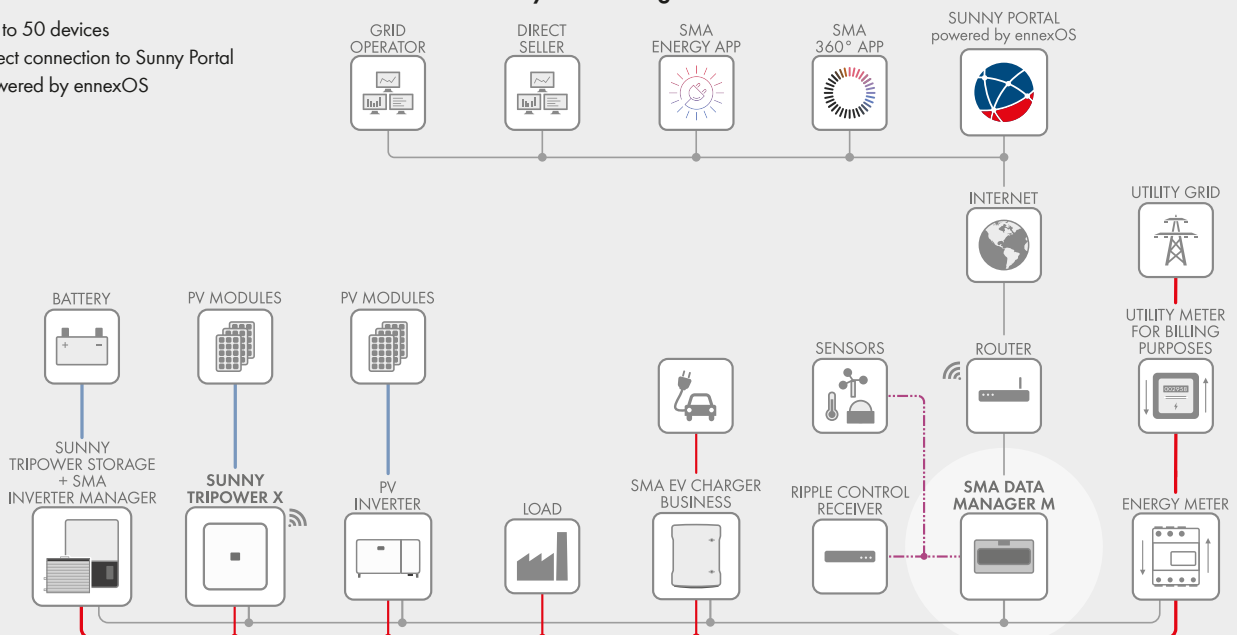 to 50 devices
ect connection to Sunny Portal
wered by ennexOS
GRID
OPERATOR
DIRECT
SELLER
SMA
ENERGY APP
SMA
360° APP
SUNNY PORTAL
powered by ennexOS
INTERNET
UTILITY GRID
BATTERY
PV MODULES
PV MODULES
UTILITY METER
FOR BILLING
PURPOSES
SENSORS
ROUTER
SUNNY
TRIPOWER STORAGE
+ SMA
INVERTER MANAGER
SUNNY
TRIPOWER X
PV
INVERTER
LOAD
SMA EV CHARGER
BUSINESS
RIPPLE CONTROL
RECEIVER
SMA DATA
MANAGER M
ENERGY METER